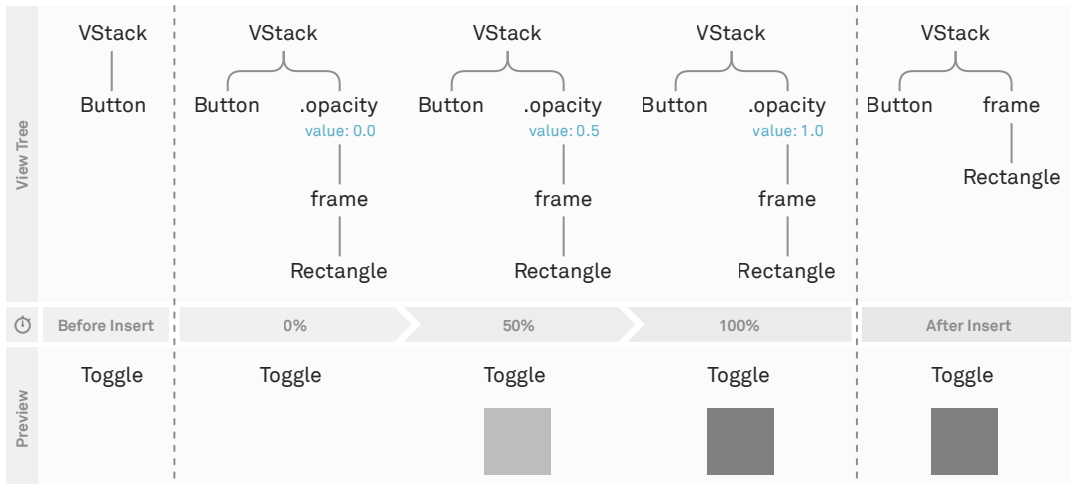 View Tree
VStack VStack VStack VStack VStack
Button Button .opacity Button .opacity Button .opacity Button frame
value: 0.0 value: 0.5 value: 1.0
Rectangle
frame frame frame
Rectangle Rectangle Rectangle
Before Insert 0% 50% 100% After Insert
Preview
Toggle Toggle Toggle Toggle Toggle